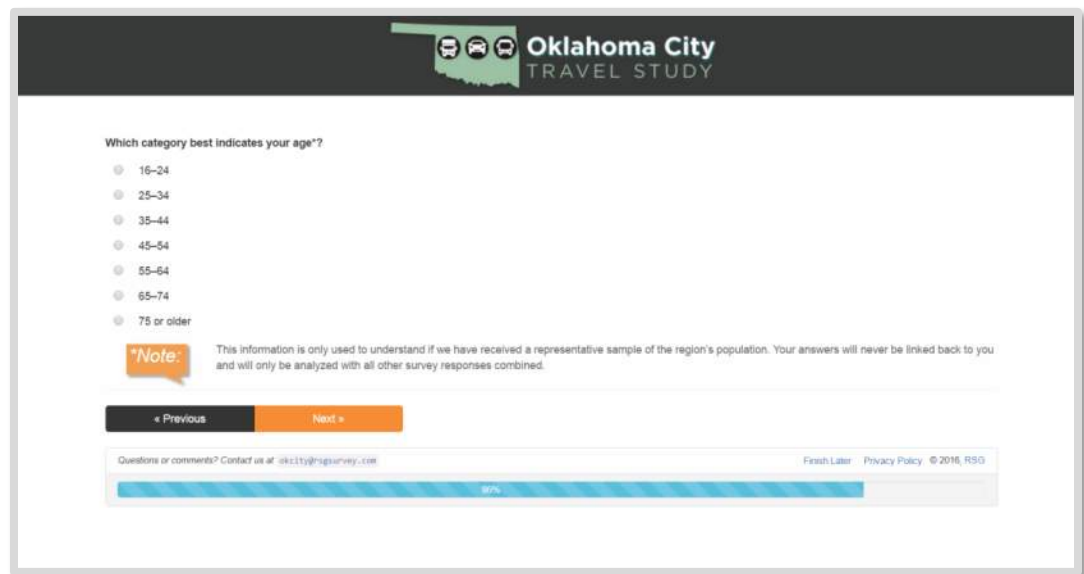 Oklahoma City
TRAVEL STUDY
Which category best indicates your age*?
16–24
25–34
35–44
45–54
55–64
65–74
75 or older
*Note:
This information is only used to understand if we have received a representative sample of the region's population. Your answers will never be linked back to you
and will only be analyzed with all other survey responses combined.
« Previous
Next »
Questions or comments? Contact us at okcity@rsgsurvey.com
Finish Later Privacy Policy © 2016, RSG
86%